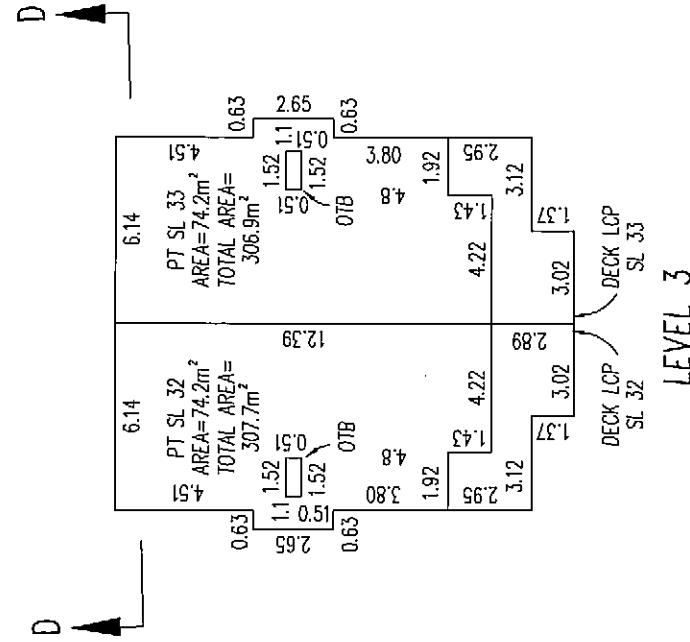 D
D
6.14
6.14
4.51
PT SL 32
AREA=74.2m²
TOTAL AREA=
307.7m²
PT SL 33
AREA=74.2m²
TOTAL AREA=
306.9m²
4.51
0.63
0.63
2.65
1.1
1.52
0.51
1.52
0.51
OTB
2.65
1.1
1.52
0.51
1.52
0.51
OTB
0.63
0.63
12.39
3.80
4.8
4.8
3.80
1.92
1.43
4.22
4.22
1.43
1.92
2.95
3.12
2.89
3.12
2.95
1.37
3.02
3.02
1.37
DECK LCP
SL 32
DECK LCP
SL 33
LEVEL 3